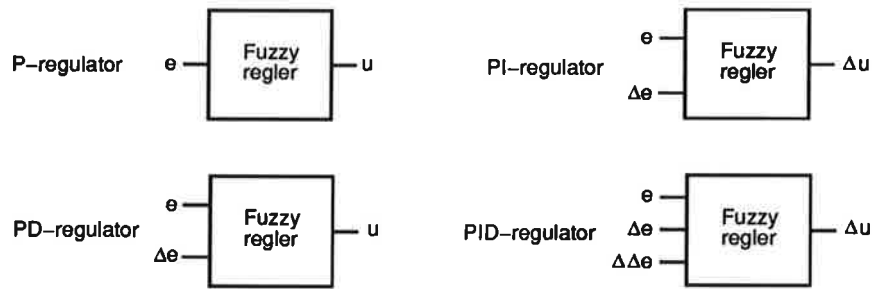 P–regulator
e
Fuzzy
regler
u
PI–regulator
e
Δe
Fuzzy
regler
Δu
PD–regulator
e
Δe
Fuzzy
regler
u
PID–regulator
e
Δe
ΔΔe
Fuzzy
regler
Δu